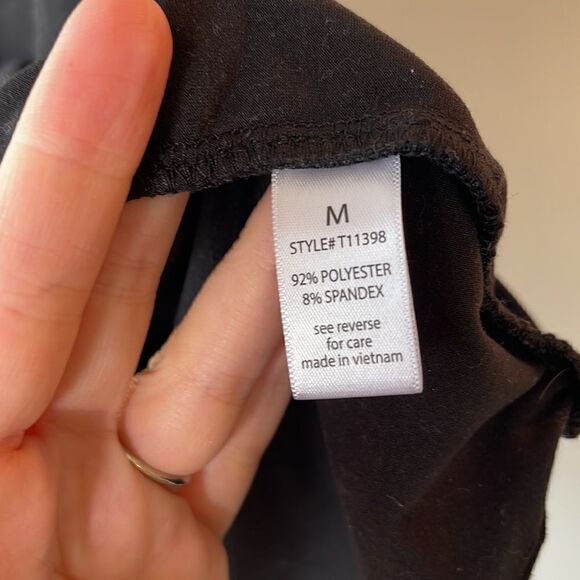 M
STYLE# T11398
92% POLYESTER
8% SPANDEX
see reverse
for care
made in vietnam